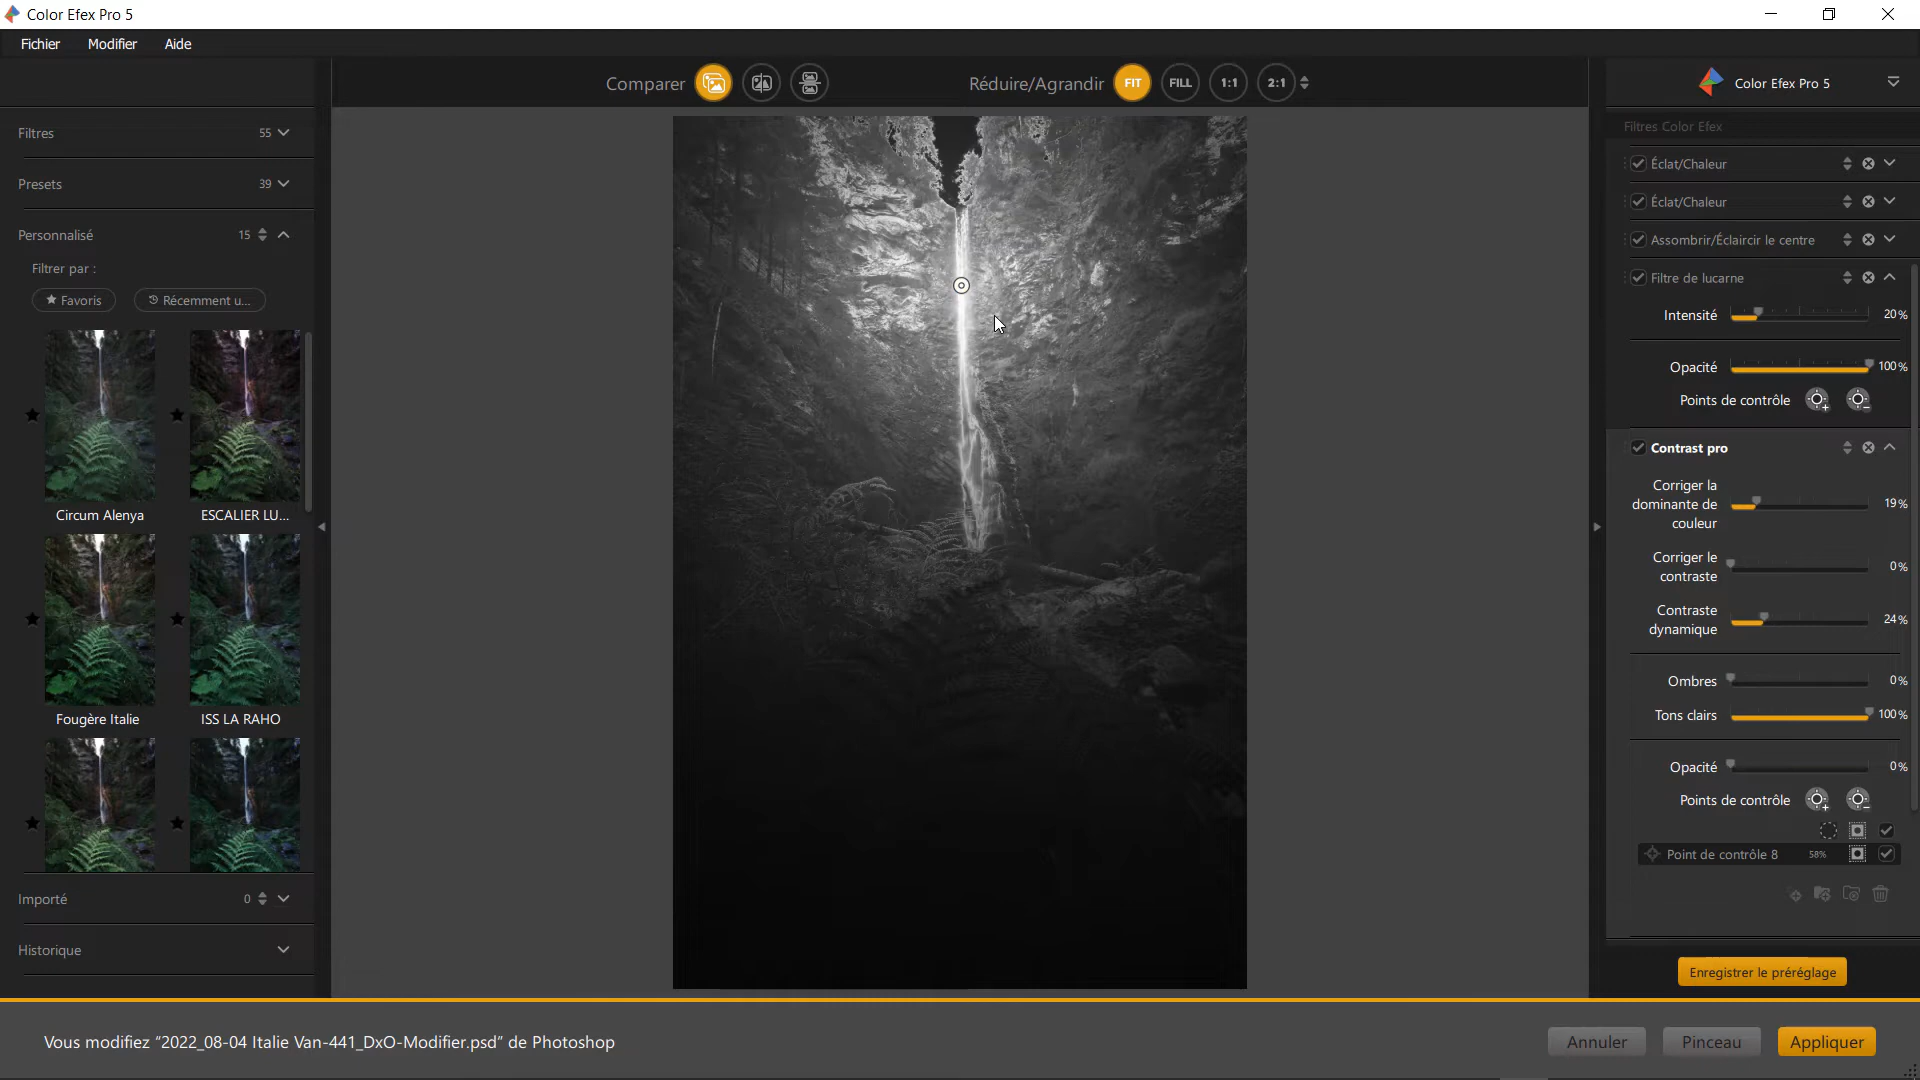 Color Efex Pro 5
Fichier Modifier Aide
Comparer Réduire/Agrandir FIT FILL 1:1 2:1
Color Efex Pro 5
Filtres 55
Presets 39
Personnalisé 15
Filtrer par :
Favoris Récemment u...
Circum Alenya ESCALIER LU...
Fougère Italie ISS LA RAHO
Importé 0
Historique
Filtres Color Efex
Éclat/Chaleur
Éclat/Chaleur
Assombrir/Éclaircir le centre
Filtre de lucarne
Intensité 20%
Opacité 100%
Points de contrôle
Contrast pro
Corriger la
dominante de 19%
couleur
Corriger le 0%
contraste
Contraste 24%
dynamique
Ombres 0%
Tons clairs 100%
Opacité 0%
Points de contrôle
Point de contrôle 8 58%
Enregistrer le préréglage
Vous modifiez “2022_08-04 Italie Van-441_DxO-Modifier.psd” de Photoshop
Annuler Pinceau Appliquer